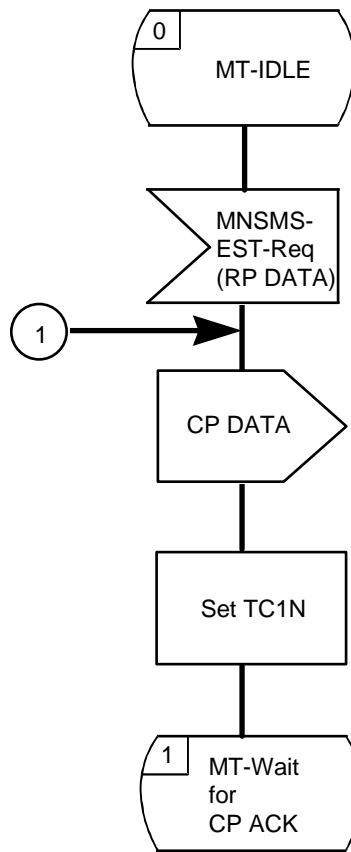 0
MT-IDLE
MNSMS-
EST-Req
(RP DATA)
1
CP DATA
Set TC1N
1
MT-Wait
for
CP ACK